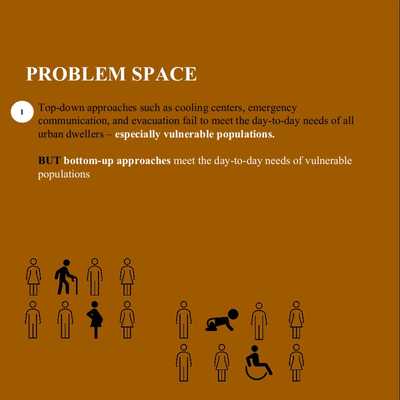 PROBLEM SPACE
1
Top-down approaches such as cooling centers, emergency
communication, and evacuation fail to meet the day-to-day needs of all
urban dwellers – especially vulnerable populations.
BUT bottom-up approaches meet the day-to-day needs of vulnerable
populations